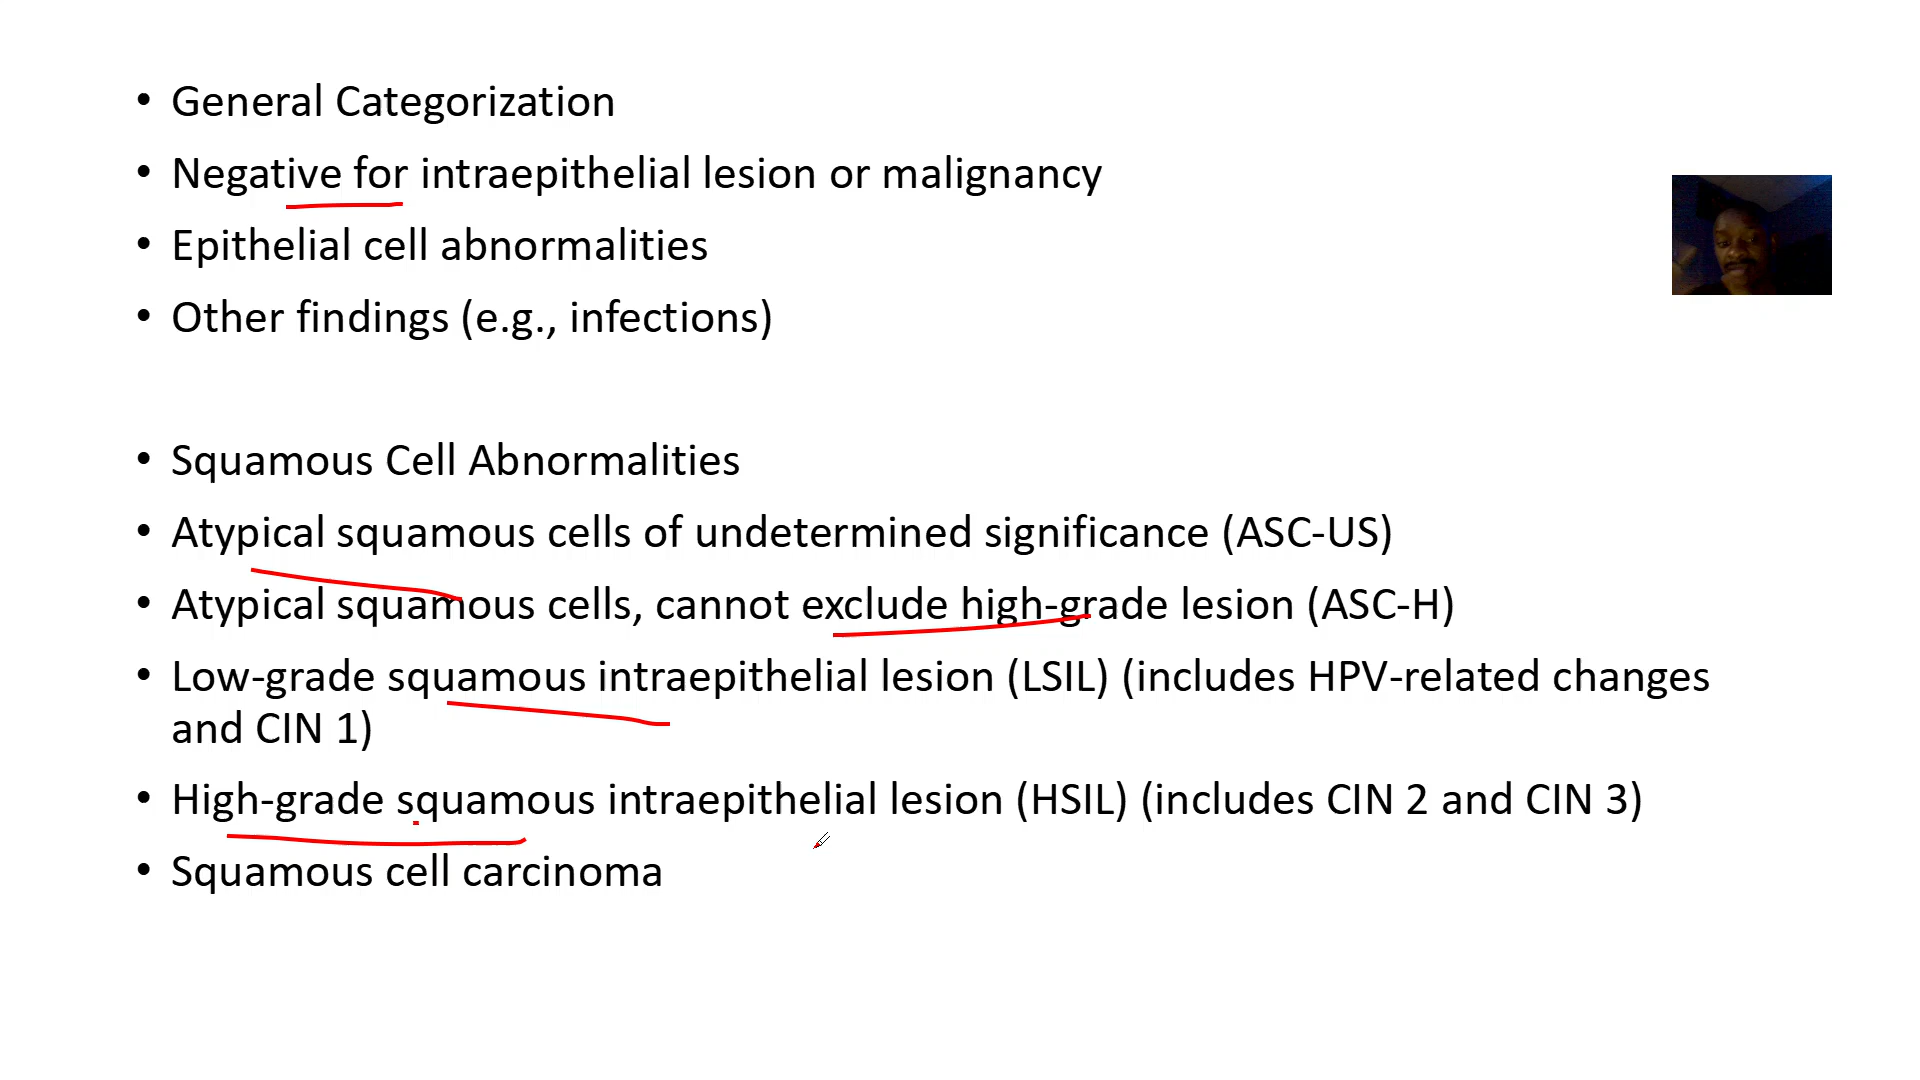 • General Categorization
• Negative for intraepithelial lesion or malignancy
• Epithelial cell abnormalities
• Other findings (e.g., infections)
• Squamous Cell Abnormalities
• Atypical squamous cells of undetermined significance (ASC-US)
• Atypical squamous cells, cannot exclude high-grade lesion (ASC-H)
• Low-grade squamous intraepithelial lesion (LSIL) (includes HPV-related changes
and CIN 1)
• High-grade squamous intraepithelial lesion (HSIL) (includes CIN 2 and CIN 3)
• Squamous cell carcinoma